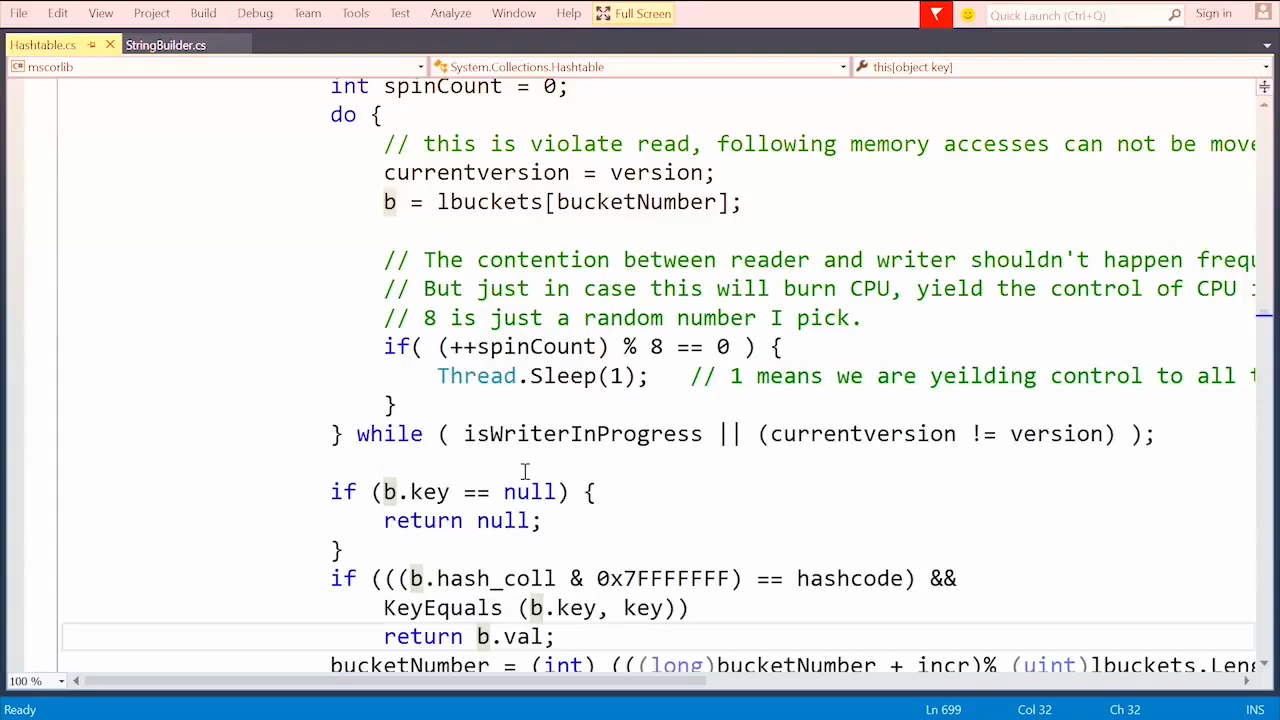 File Edit View Project Build Debug Team Tools Test Analyze Window Help Full Screen Quick Launch (Ctrl+Q) Sign in
Hashtable.cs StringBuilder.cs
mscorlib System.Collections.Hashtable this[object key]
int spinCount = 0;
do {
// this is violate read, following memory accesses can not be move
currentversion = version;
b = lbuckets[bucketNumber];
// The contention between reader and writer shouldn't happen frequ
// But just in case this will burn CPU, yield the control of CPU i
// 8 is just a random number I pick.
if( (++spinCount) % 8 == 0 ) {
Thread.Sleep(1); // 1 means we are yeilding control to all t
}
} while ( isWriterInProgress || (currentversion != version) );
if (b.key == null) {
return null;
}
if (((b.hash_coll & 0x7FFFFFFF) == hashcode) &&
KeyEquals (b.key, key))
return b.val;
bucketNumber = (int) (((long)bucketNumber + incr)% (uint)lbuckets.Leng
100 %
Ready Ln 699 Col 32 Ch 32 INS